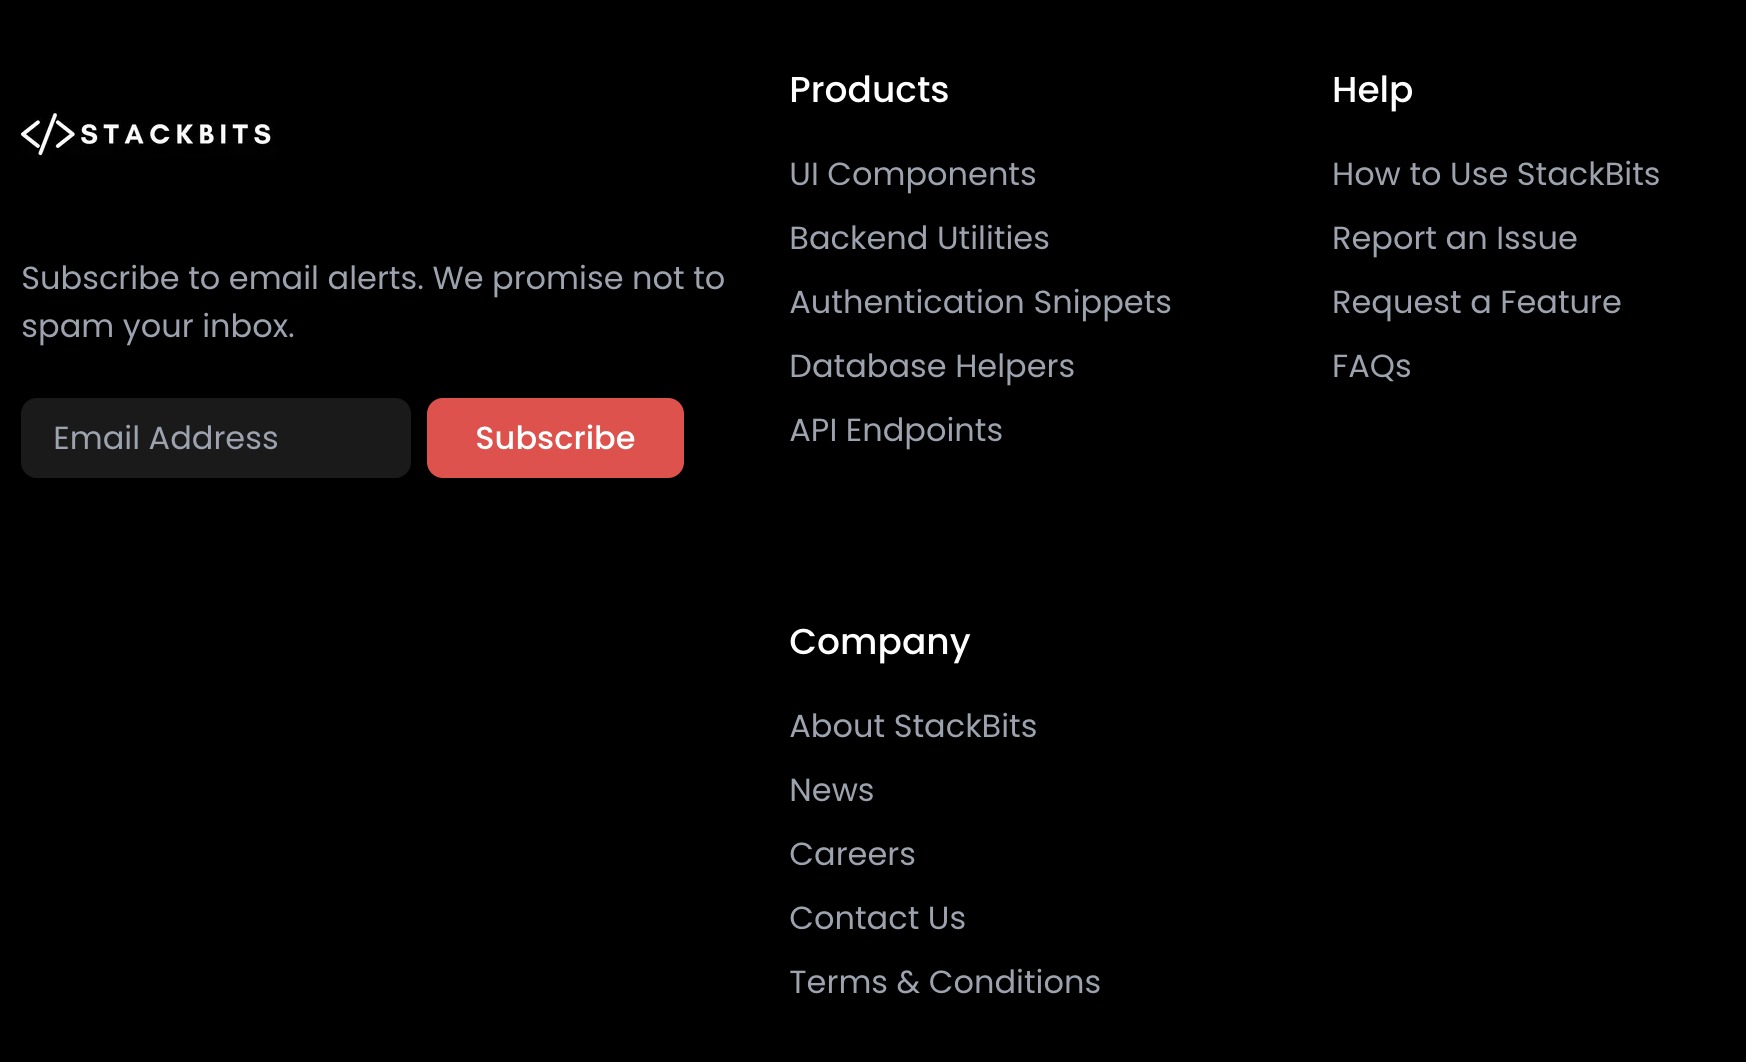 </>STACKBITS
Subscribe to email alerts. We promise not to
spam your inbox.
Email Address
Subscribe
Products
UI Components
Backend Utilities
Authentication Snippets
Database Helpers
API Endpoints
Help
How to Use StackBits
Report an Issue
Request a Feature
FAQs
Company
About StackBits
News
Careers
Contact Us
Terms & Conditions